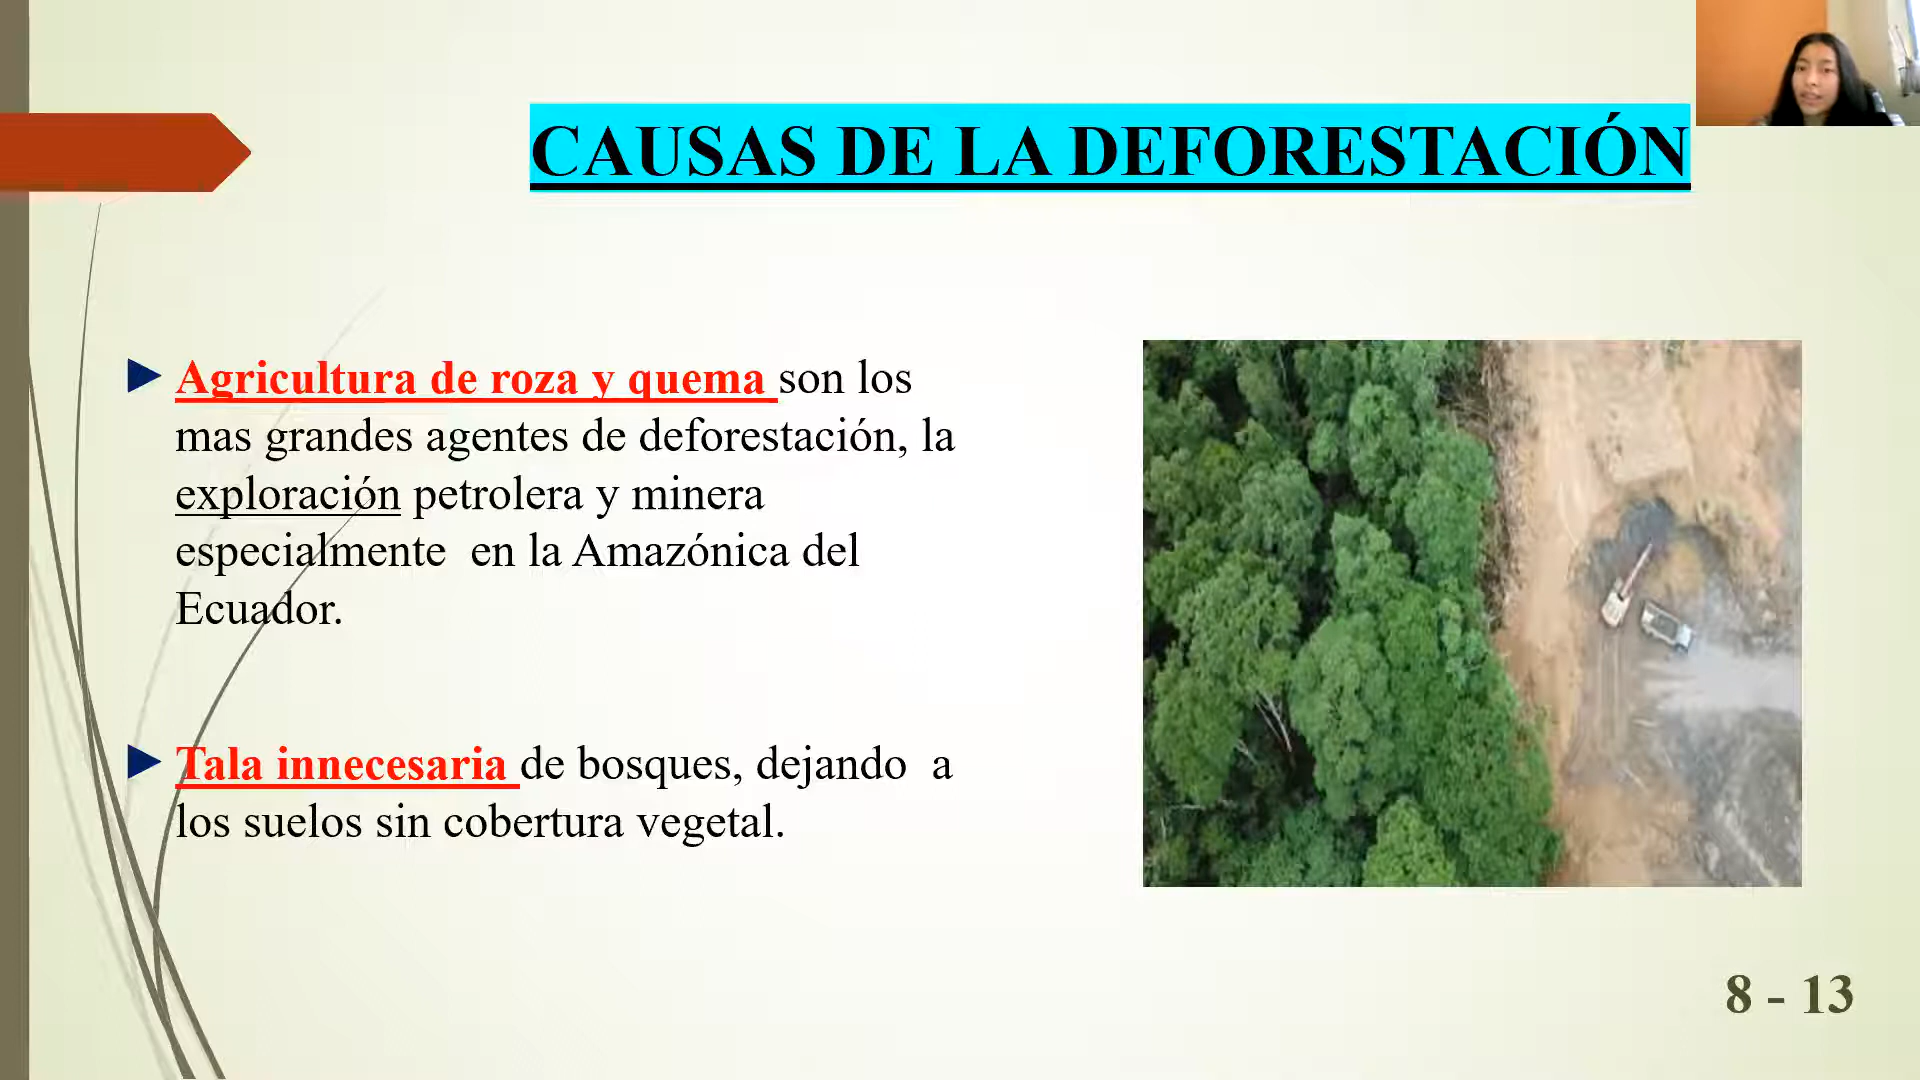 CAUSAS DE LA DEFORESTACIÓN
Agricultura de roza y quema son los
mas grandes agentes de deforestación, la
exploración petrolera y minera
especialmente en la Amazónica del
Ecuador.
Tala innecesaria de bosques, dejando a
los suelos sin cobertura vegetal.
8 - 13